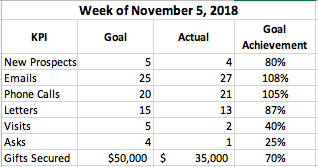 Week of November 5, 2018
KPI Goal Actual Goal Achievement
New Prospects 5 4 80%
Emails 25 27 108%
Phone Calls 20 21 105%
Letters 15 13 87%
Visits 5 2 40%
Asks 4 1 25%
Gifts Secured $50,000 $ 35,000 70%